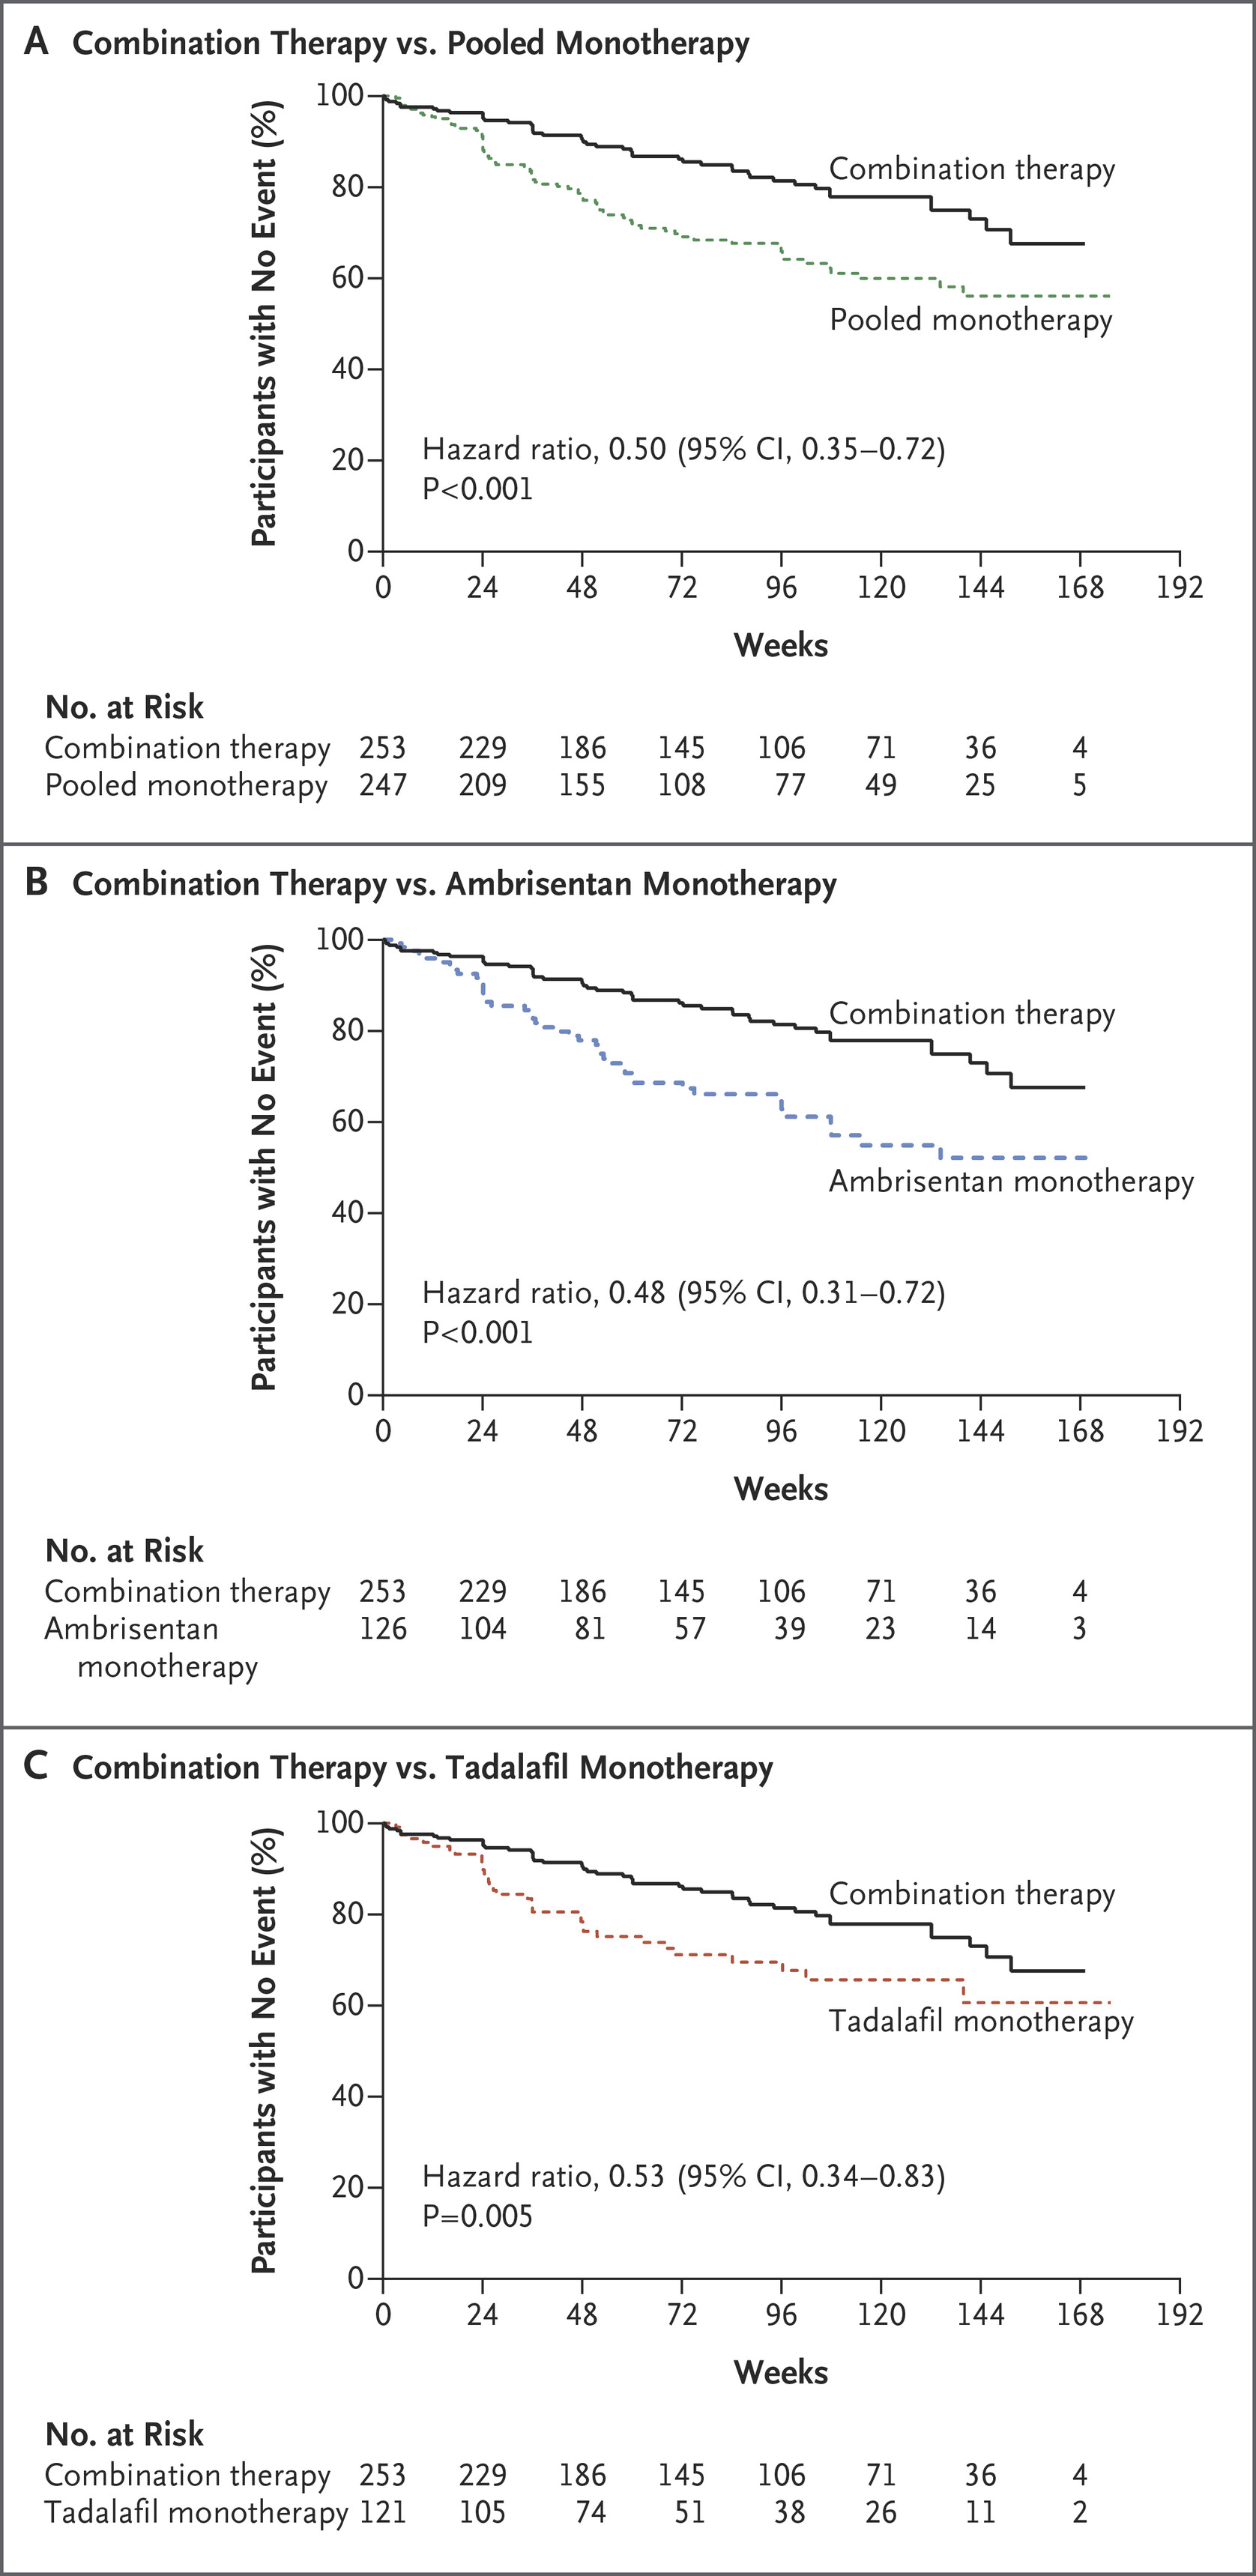 A Combination Therapy vs. Pooled Monotherapy
Participants with No Event (%)
100
80
60
40
20
0
Combination therapy
Pooled monotherapy
Hazard ratio, 0.50 (95% CI, 0.35–0.72)
P<0.001
0 24 48 72 96 120 144 168 192
Weeks
No. at Risk
Combination therapy 253 229 186 145 106 71 36 4
Pooled monotherapy 247 209 155 108 77 49 25 5
B Combination Therapy vs. Ambrisentan Monotherapy
Participants with No Event (%)
100
80
60
40
20
0
Combination therapy
Ambrisentan monotherapy
Hazard ratio, 0.48 (95% CI, 0.31–0.72)
P<0.001
0 24 48 72 96 120 144 168 192
Weeks
No. at Risk
Combination therapy 253 229 186 145 106 71 36 4
Ambrisentan 126 104 81 57 39 23 14 3
monotherapy
C Combination Therapy vs. Tadalafil Monotherapy
Participants with No Event (%)
100
80
60
40
20
0
Combination therapy
Tadalafil monotherapy
Hazard ratio, 0.53 (95% CI, 0.34–0.83)
P=0.005
0 24 48 72 96 120 144 168 192
Weeks
No. at Risk
Combination therapy 253 229 186 145 106 71 36 4
Tadalafil monotherapy 121 105 74 51 38 26 11 2